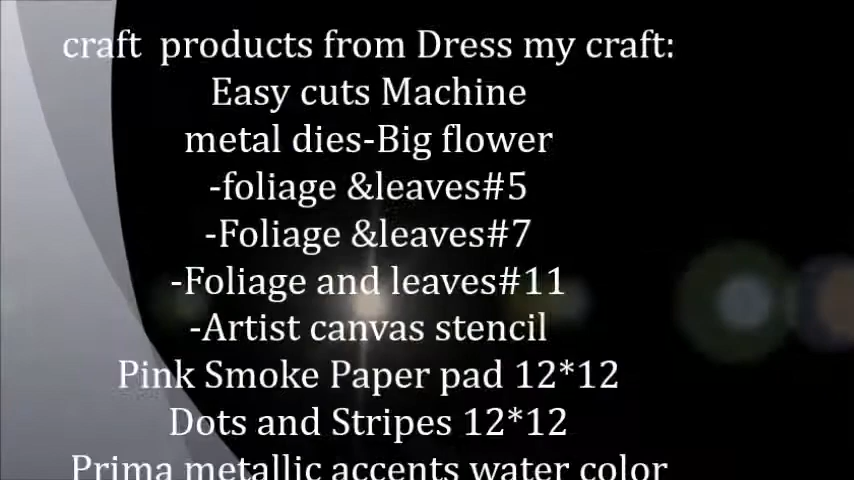 craft  products from Dress my craft:
Easy cuts Machine
metal dies-Big flower
-foliage &leaves#5
-Foliage &leaves#7
-Foliage and leaves#11
-Artist canvas stencil
Pink Smoke Paper pad 12*12
Dots and Stripes 12*12
Prima metallic accents water color